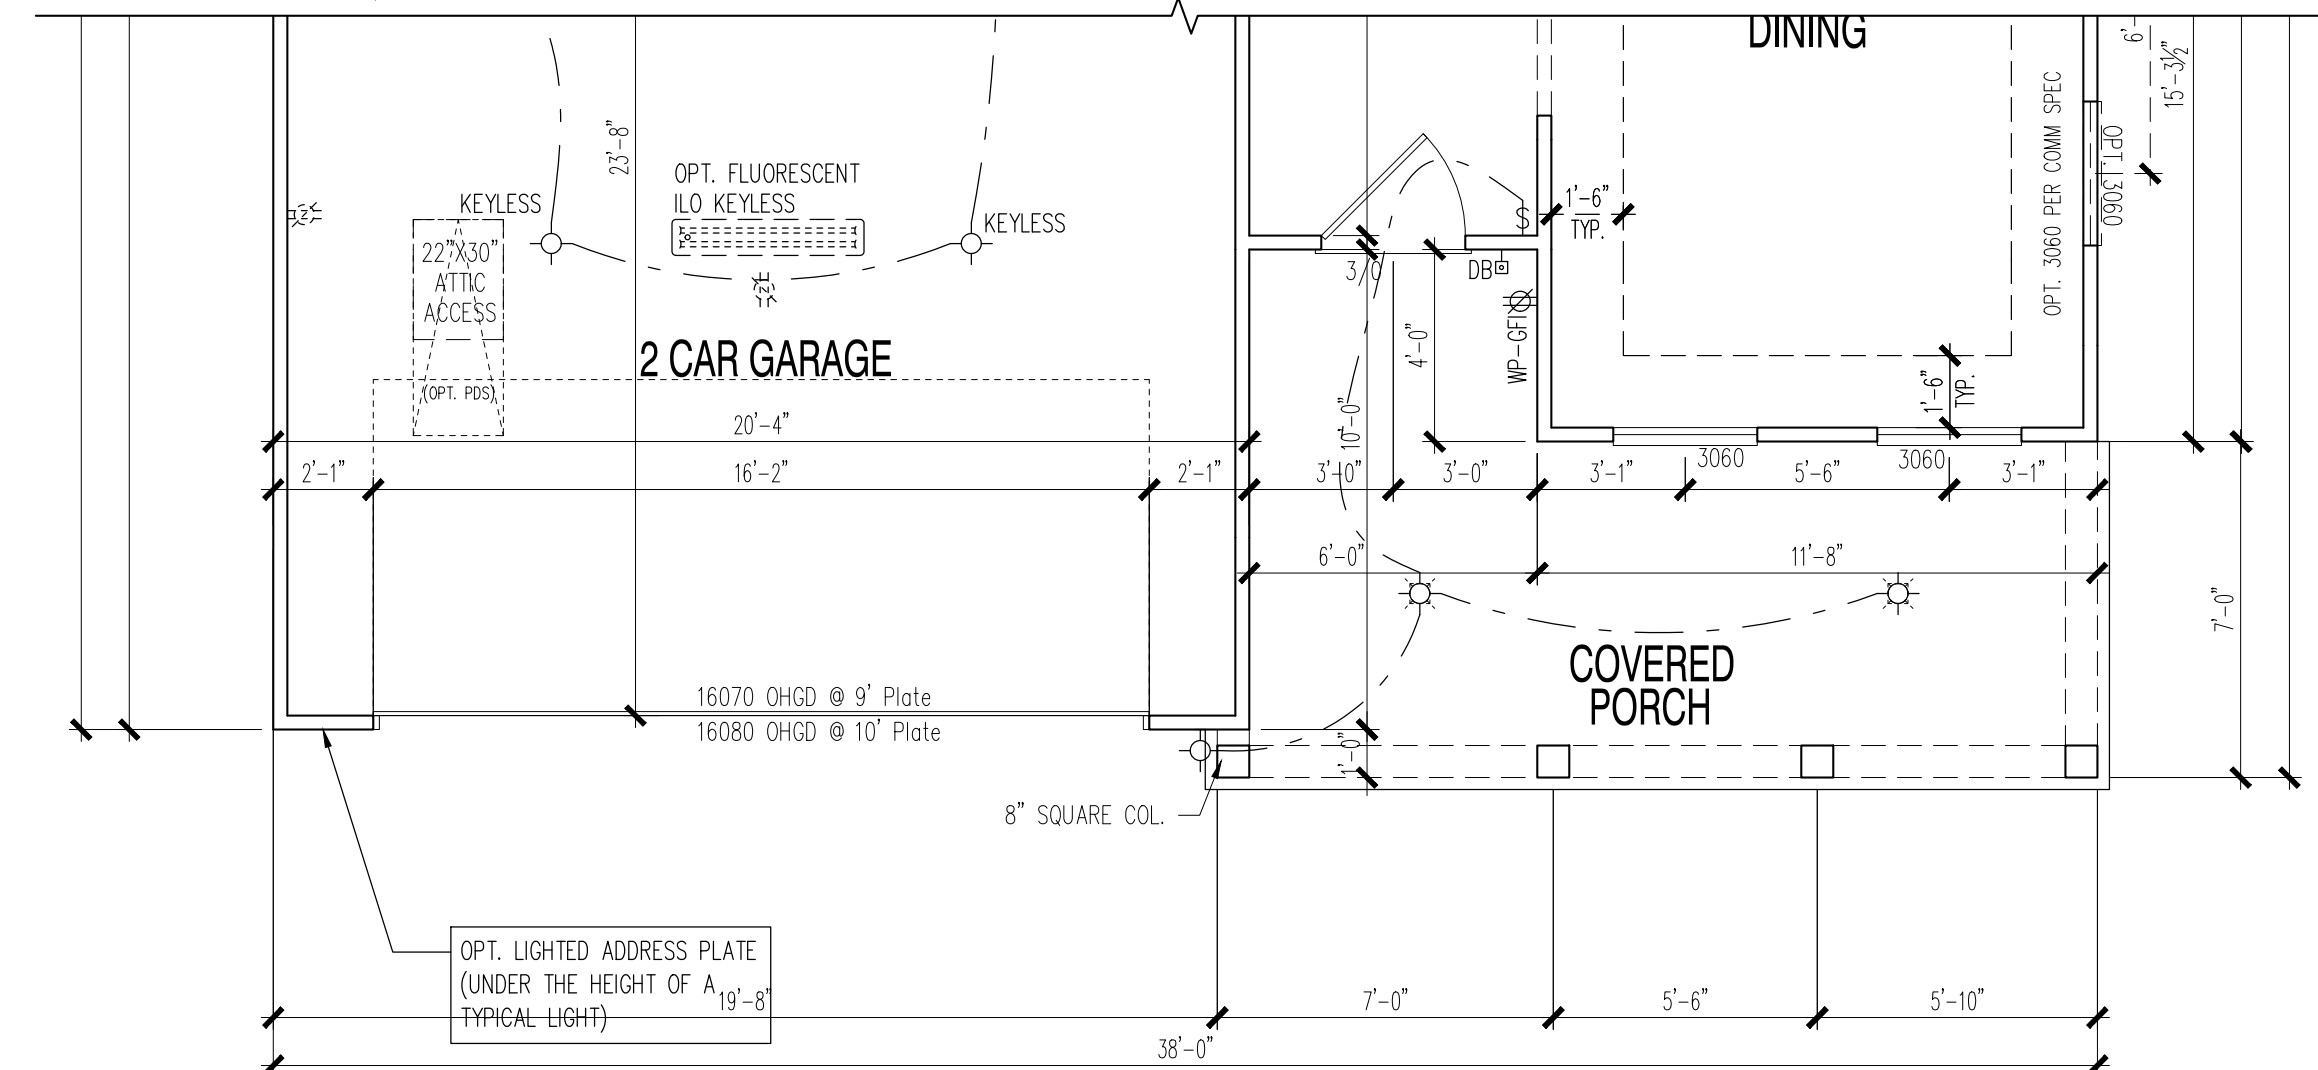 DINING
6'-
15'-3½"
OPT. 3060 PER COMM SPEC
OPT. 3060
23'-8"
OPT. FLUORESCENT
ILO KEYLESS
KEYLESS
KEYLESS
22"X30"
ATTIC
ACCESS
(OPT. PDS)
2 CAR GARAGE
S
1'-6"
TYP.
3/0
DB
WP-GFI
4'-0"
10'-0"
1'-6"
TYP.
20'-4"
2'-1"
16'-2"
2'-1"
3'-0"
3'-0"
3'-1"
3060
5'-6"
3060
3'-1"
6'-0"
11'-8"
7'-0"
COVERED
PORCH
16070 OHGD @ 9' Plate
16080 OHGD @ 10' Plate
1'-0"
8" SQUARE COL.
OPT. LIGHTED ADDRESS PLATE
(UNDER THE HEIGHT OF A
TYPICAL LIGHT)
19'-8"
7'-0"
5'-6"
5'-10"
38'-0"